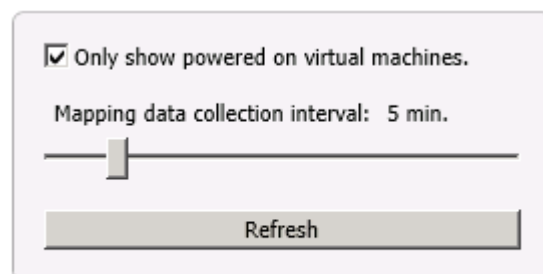 Only show powered on virtual machines.
Mapping data collection interval: 5 min.
Refresh